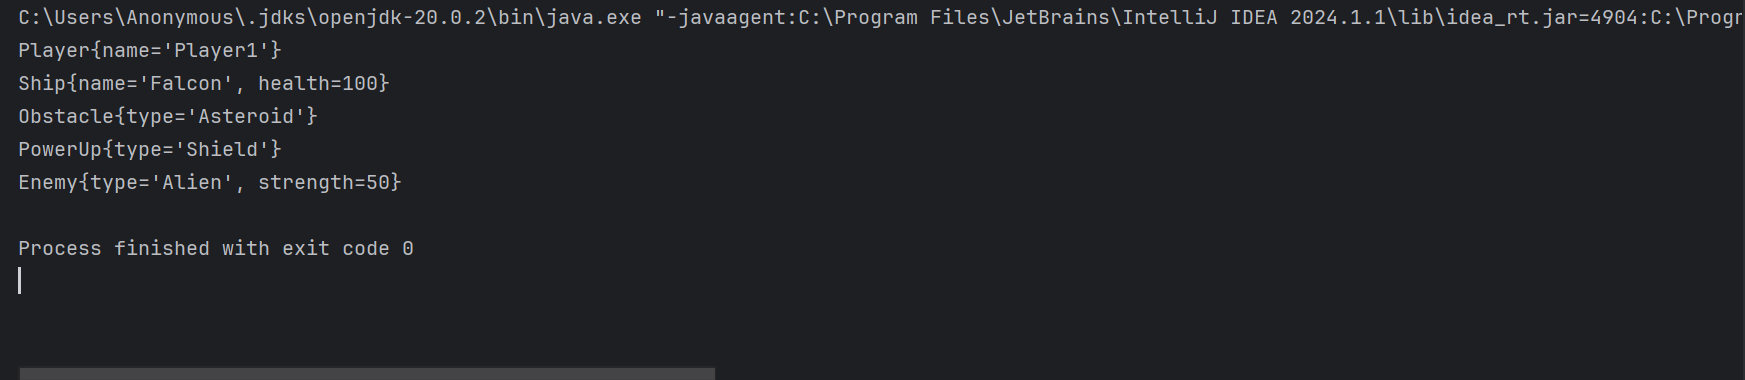 C:\Users\Anonymous\.jdks\openjdk-20.0.2\bin\java.exe "-javaagent:C:\Program Files\JetBrains\IntelliJ IDEA 2024.1.1\lib\idea_rt.jar=4904:C:\Progr
Player{name='Player1'}
Ship{name='Falcon', health=100}
Obstacle{type='Asteroid'}
PowerUp{type='Shield'}
Enemy{type='Alien', strength=50}
Process finished with exit code 0